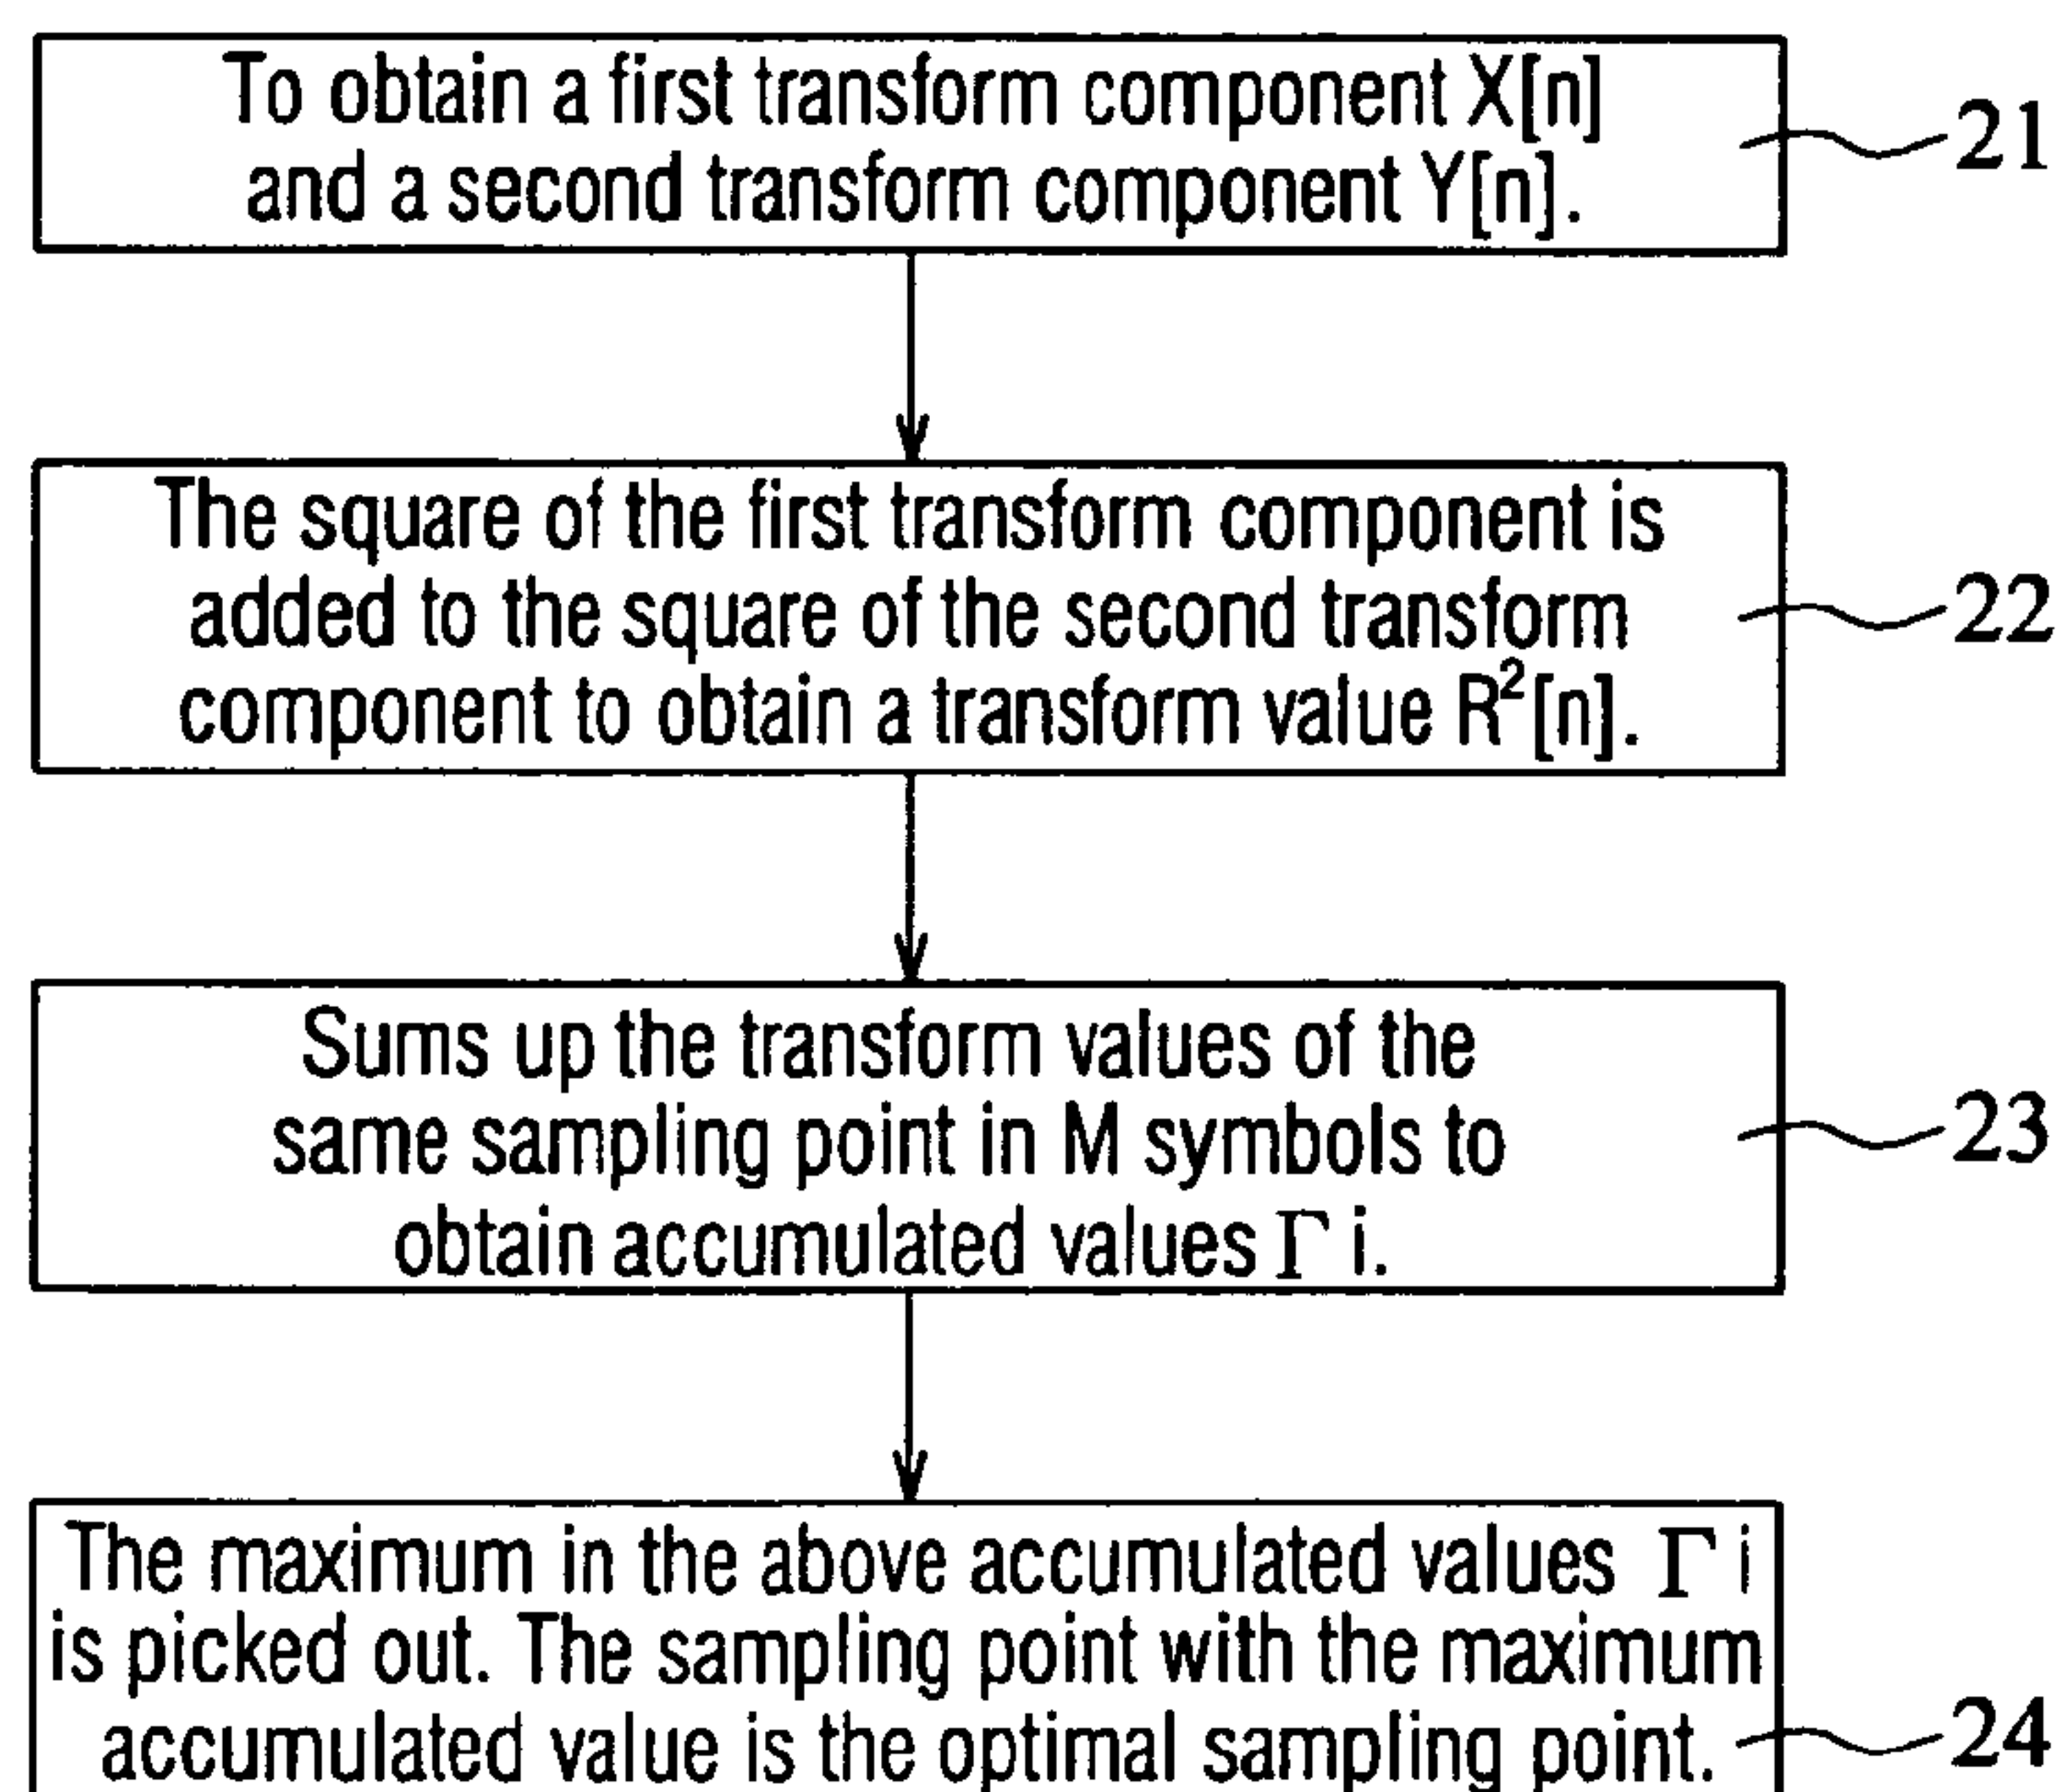 To obtain a first transform component X[n]
and a second transform component Y[n].
21
The square of the first transform component is
added to the square of the second transform
component to obtain a transform value R²[n].
22
Sums up the transform values of the
same sampling point in M symbols to
obtain accumulated values Γ i.
23
The maximum in the above accumulated values Γ i
is picked out. The sampling point with the maximum
accumulated value is the optimal sampling point.
24